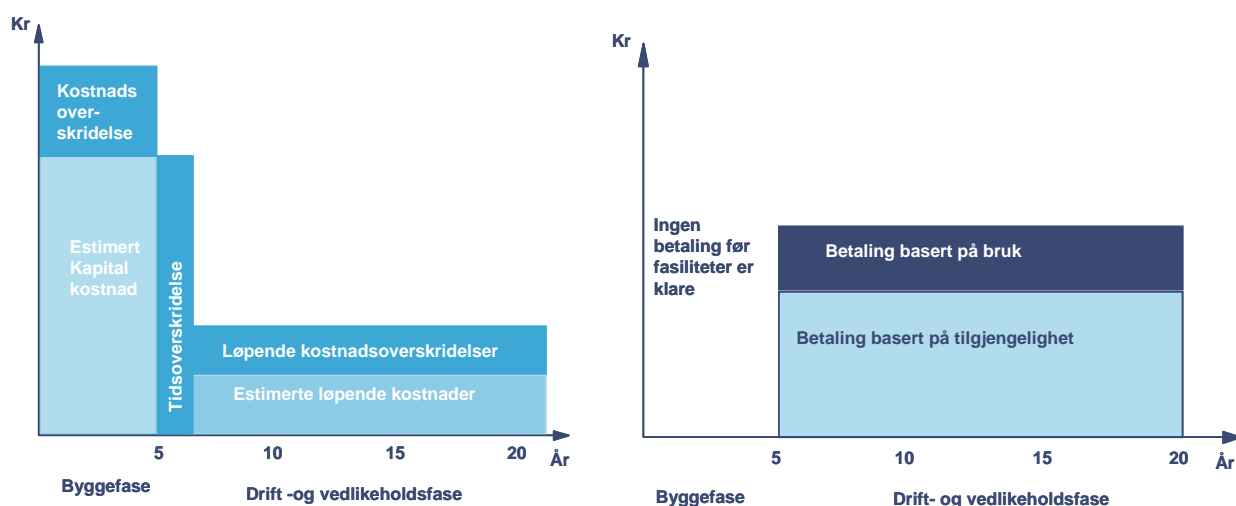 Kr
Kostnads
over-
skridelse
Estimert
Kapital
kostnad
Tidsoverskridelse
Løpende kostnadsoverskridelser
Estimerte løpende kostnader
5
10
15
20
År
Byggefase
Drift -og vedlikeholdsfase
Kr
Ingen
betaling før
fasiliteter er
klare
Betaling basert på bruk
Betaling basert på tilgjengelighet
5
10
15
20
År
Byggefase
Drift- og vedlikeholdsfase